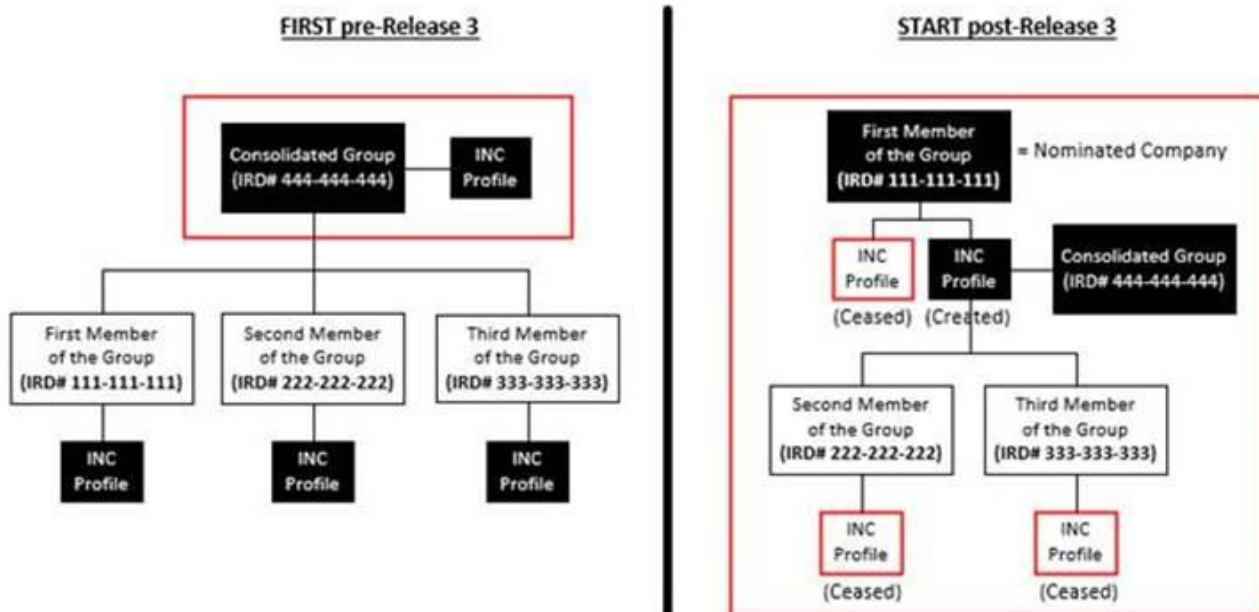 FIRST pre-Release 3
Consolidated Group
(IRD# 444-444-444)
INC
Profile
First Member
of the Group
(IRD# 111-111-111)
Second Member
of the Group
(IRD# 222-222-222)
Third Member
of the Group
(IRD# 333-333-333)
INC
Profile
INC
Profile
INC
Profile
START post-Release 3
First Member
of the Group
(IRD# 111-111-111)
= Nominated Company
INC
Profile
(Ceased)
INC
Profile
(Created)
Consolidated Group
(IRD# 444-444-444)
Second Member
of the Group
(IRD# 222-222-222)
Third Member
of the Group
(IRD# 333-333-333)
INC
Profile
(Ceased)
INC
Profile
(Ceased)